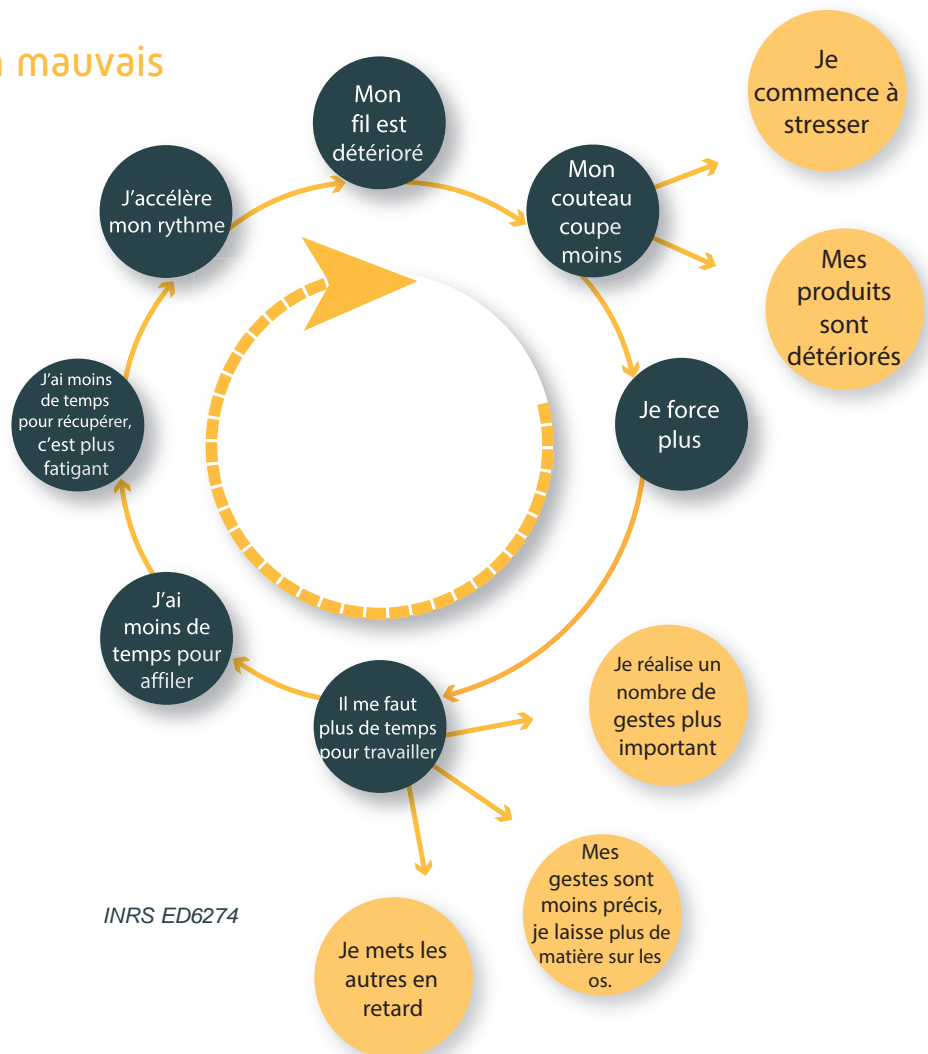 mauvais
Mon
fil est
détérioré
Mon
couteau
coupe
moins
Je
commence à
stresser
Mes
produits
sont
détériorés
Je force
plus
Il me faut
plus de temps
pour travailler
Je réalise un
nombre de
gestes plus
important
Mes
gestes sont
moins précis,
je laisse plus de
matière sur les
os.
Je mets les
autres en
retard
J'ai
moins de
temps pour
affiler
J'ai moins
de temps
pour récupérer,
c'est plus
fatigant
J'accélère
mon rythme
INRS ED6274